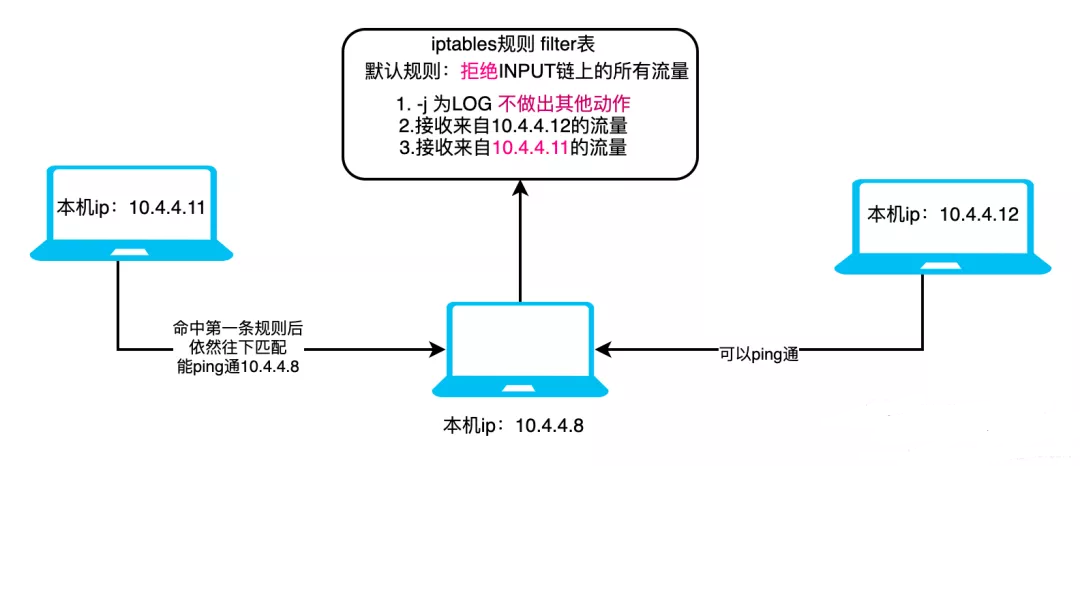 iptables规则 filter表
默认规则：拒绝INPUT链上的所有流量
1. -j 为LOG 不做出其他动作
2.接收来自10.4.4.12的流量
3.接收来自10.4.4.11的流量
本机ip：10.4.4.11
本机ip：10.4.4.12
命中第一条规则后
依然往下匹配
能ping通10.4.4.8
可以ping通
本机ip：10.4.4.8